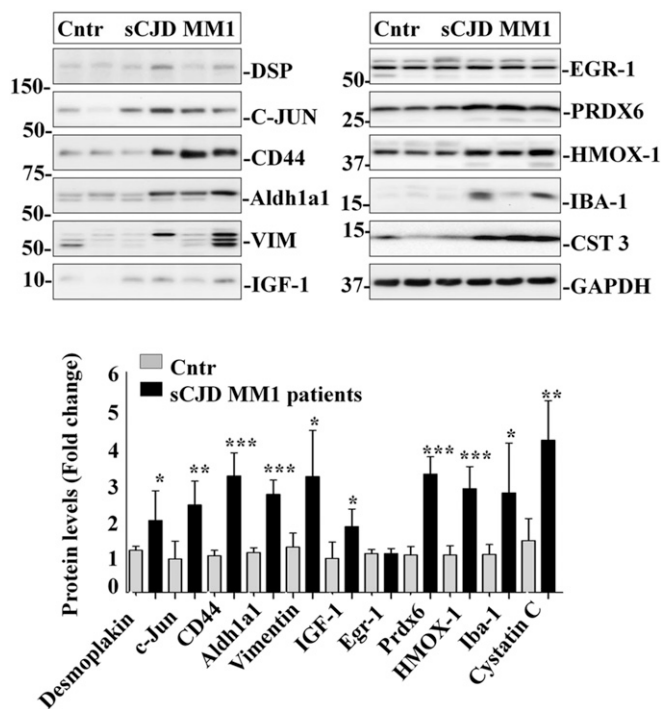 Cntr sCJD MM1
-DSP
150-
-C-JUN
50-
-CD44
75-
-Aldh1a1
50-
-VIM
50-
10-
-IGF-1
Cntr sCJD MM1
-EGR-1
50-
-PRDX6
25-
-HMOX-1
37-
-IBA-1
15-
15-
-CST 3
37-
-GAPDH
Protein levels (Fold change)
6
5
4
3
2
1
0
Cntr
sCJD MM1 patients
*
**
***
***
*
*
***
***
*
**
Desmoplakin
c-Jun
CD44
Aldh1a1
Vimentin
IGF-1
Egr-1
Prdx6
HMOX-1
Iba-1
Cystatin C